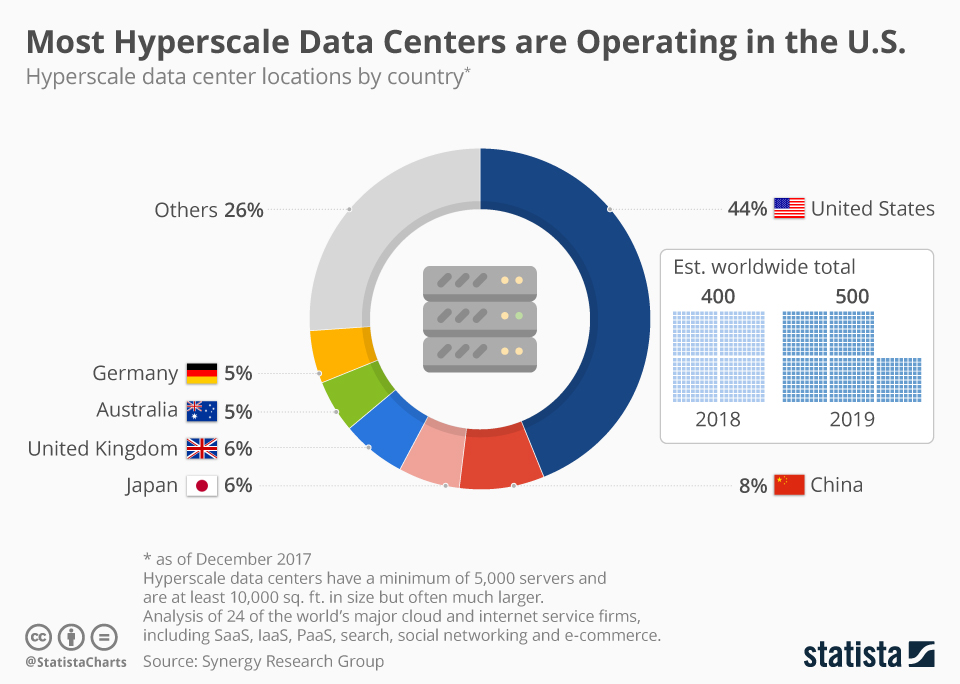 Most Hyperscale Data Centers are Operating in the U.S.
Hyperscale data center locations by country*
Others 26%
44% United States
Est. worldwide total
400 500
2018 2019
Germany 5%
Australia 5%
United Kingdom 6%
Japan 6%
8% China
* as of December 2017
Hyperscale data centers have a minimum of 5,000 servers and
are at least 10,000 sq. ft. in size but often much larger.
Analysis of 24 of the world's major cloud and internet service firms,
including SaaS, IaaS, PaaS, search, social networking and e-commerce.
cc
@StatistaCharts Source: Synergy Research Group
statista